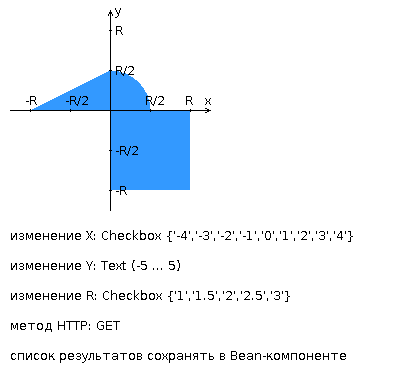 y
R
R/2
-R -R/2 R/2 R x
-R/2
-R
изменение X: Checkbox {'-4','-3','-2','-1','0','1','2','3','4'}
изменение Y: Text (-5 ... 5)
изменение R: Checkbox {'1','1.5','2','2.5','3'}
метод HTTP: GET
список результатов сохранять в Bean-компоненте